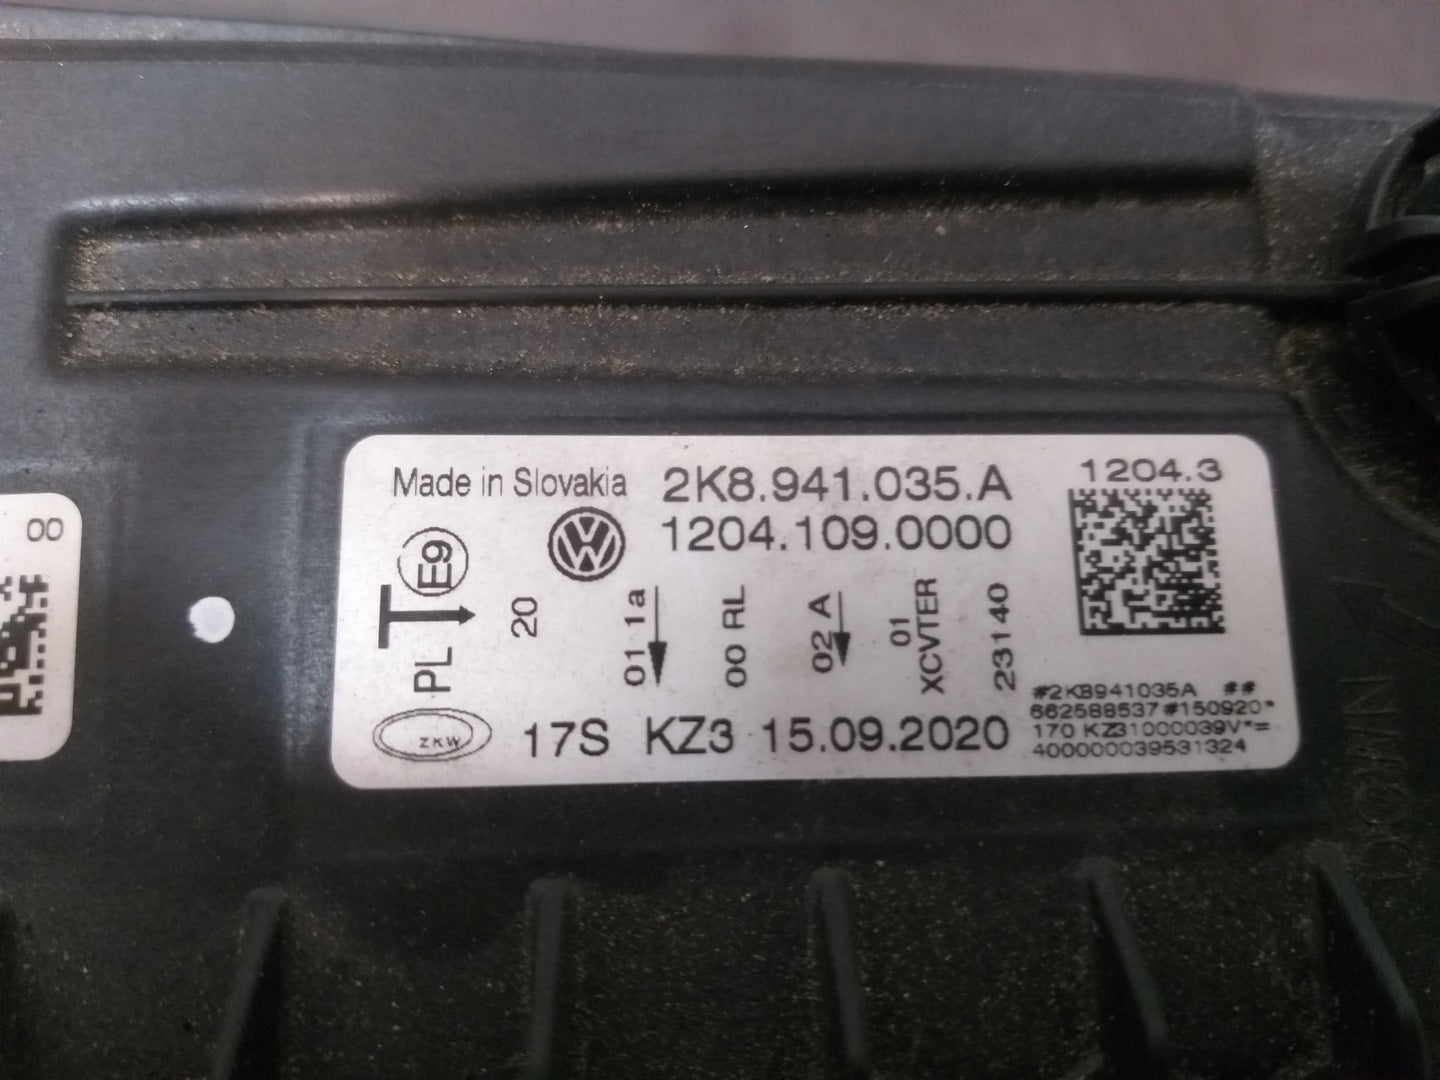 Made in Slovakia
2K8.941.035.A
1204.109.0000
1204.3
00
E9
PL
20
01 1a
00 RL
02 A
01
XCVTER
23140
#2K8941035A ##
662588537#150920*
170 KZ31000039V*=
400000039531324
ZKW
17S KZ3 15.09.2020